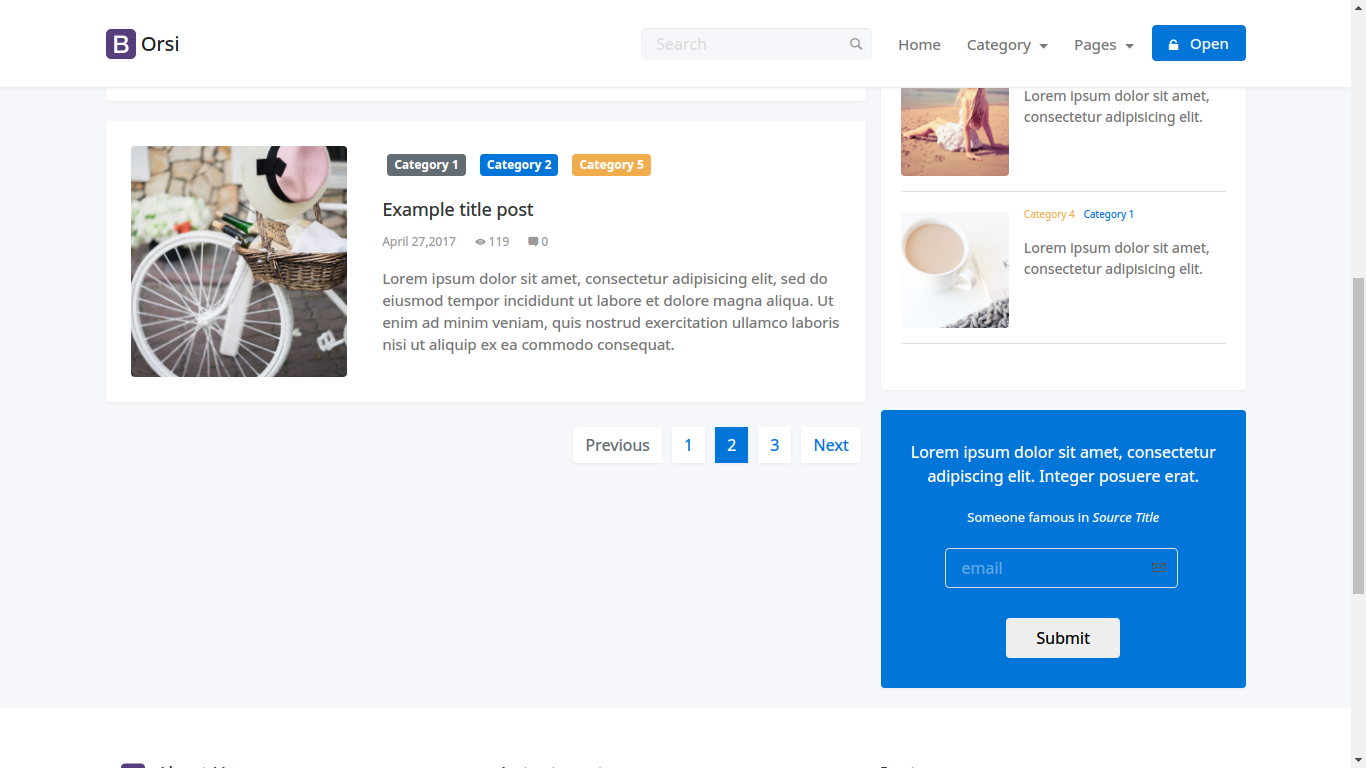 B Orsi
Search
Home
Category
Pages
Open
Lorem ipsum dolor sit amet,
consectetur adipisicing elit.
Category 1
Category 2
Category 5
Example title post
April 27,2017
119
0
Lorem ipsum dolor sit amet, consectetur adipisicing elit, sed do
eiusmod tempor incididunt ut labore et dolore magna aliqua. Ut
enim ad minim veniam, quis nostrud exercitation ullamco laboris
nisi ut aliquip ex ea commodo consequat.
Category 4 Category 1
Lorem ipsum dolor sit amet,
consectetur adipisicing elit.
Previous
1
2
3
Next
Lorem ipsum dolor sit amet, consectetur
adipiscing elit. Integer posuere erat.
Someone famous in Source Title
email
Submit